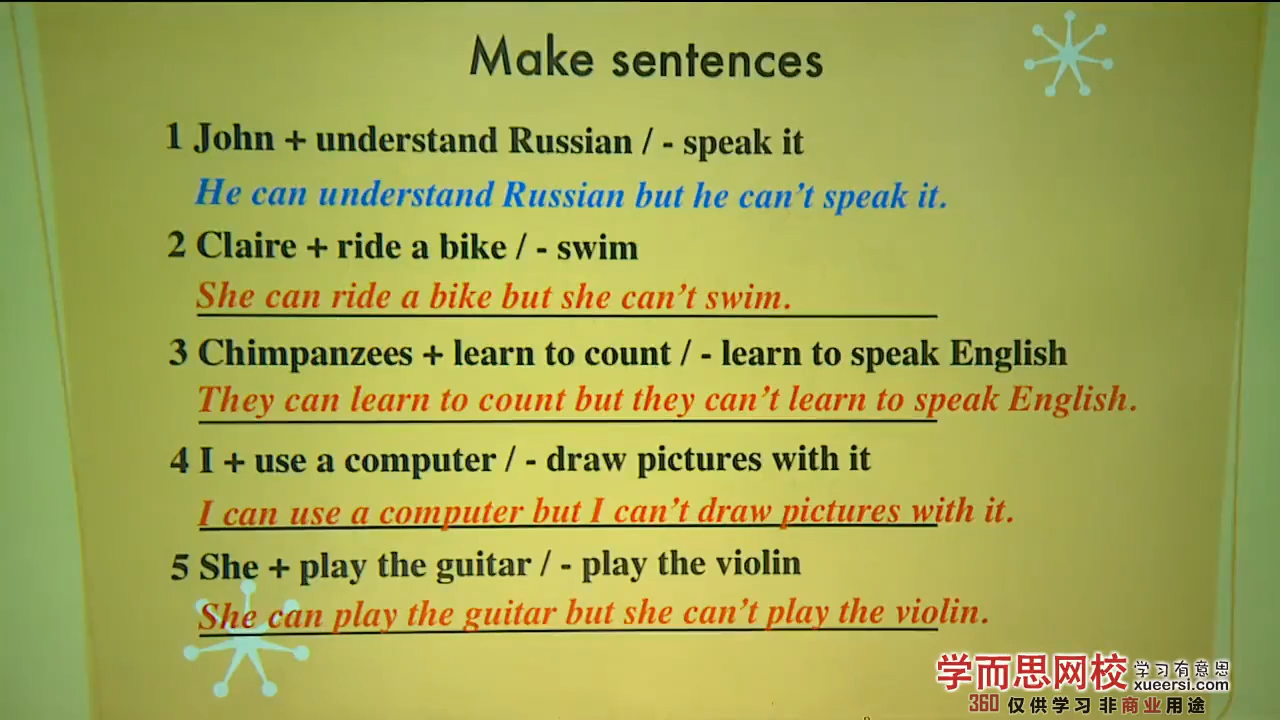 Make sentences
1 John + understand Russian / - speak it
He can understand Russian but he can't speak it.
2 Claire + ride a bike / - swim
She can ride a bike but she can't swim.
3 Chimpanzees + learn to count / - learn to speak English
They can learn to count but they can't learn to speak English.
4 I + use a computer / - draw pictures with it
I can use a computer but I can't draw pictures with it.
5 She + play the guitar / - play the violin
She can play the guitar but she can't play the violin.
学而思网校 学习有意思
xueersi.com
360 仅供学习 非商业用途